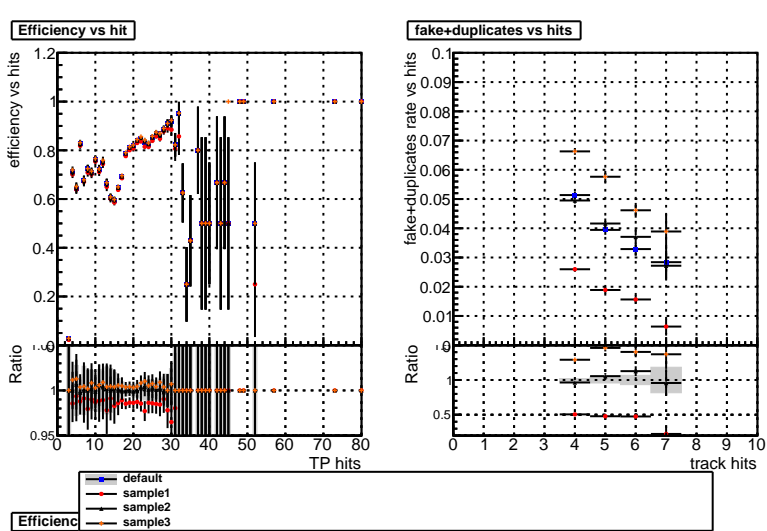 Efficiency vs hit
efficiency vs hits
1.2
1
0.8
0.6
0.4
0.2
Ratio
1
0.95
0 10 20 30 40 50 60 70 80
TP hits
fake+duplicates vs hits
fake+duplicates rate vs hits
0.1
0.09
0.08
0.07
0.06
0.05
0.04
0.03
0.02
0.01
Ratio
1
0.5
0 1 2 3 4 5 6 7 8 9 10
track hits
default
sample1
sample2
sample3
Efficienc